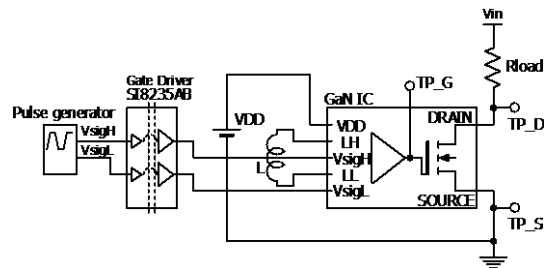 Vin
Rload
TP_G
TP_D
TP_S
Gate Driver
SI8235AB
Pulse generator
VsigH
VsigL
VDD
L
GaN IC
VDD
LH
VsigH
LL
VsigL
DRAIN
SOURCE